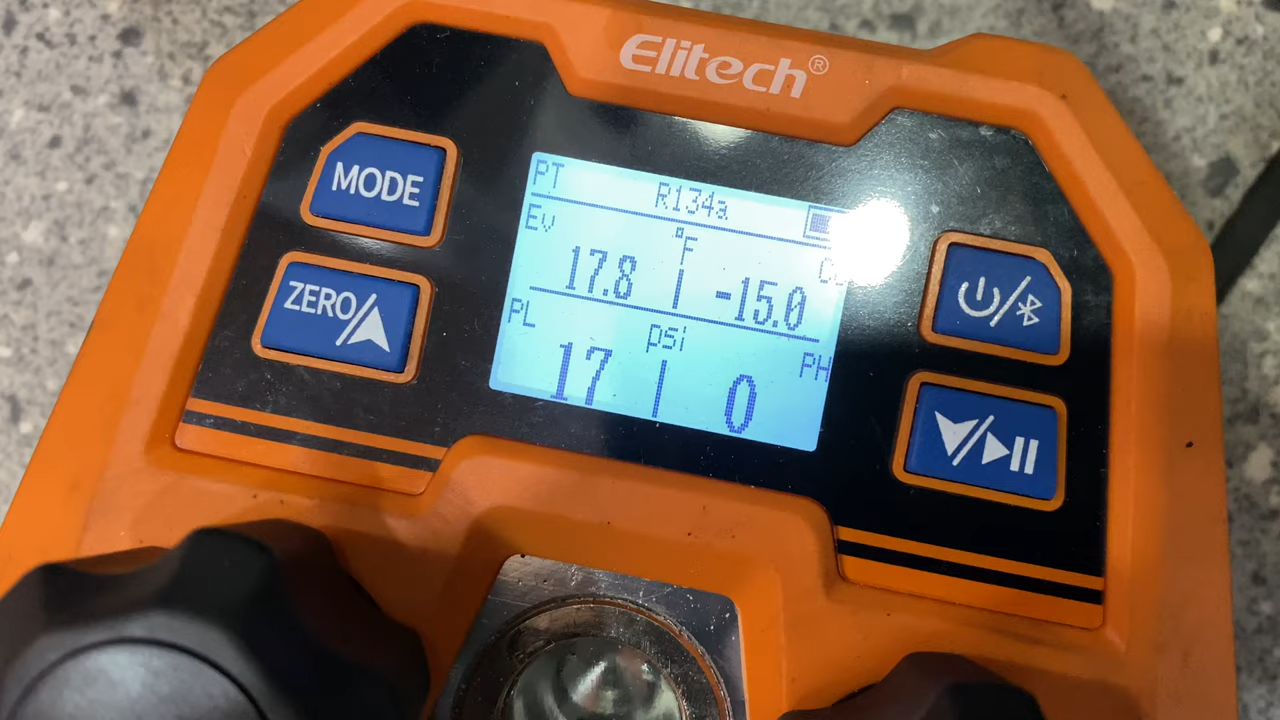 Elitech®
MODE
ZERO/
PT R134a
Ev °F
17.8 -15.0
PL psi PH
17 0